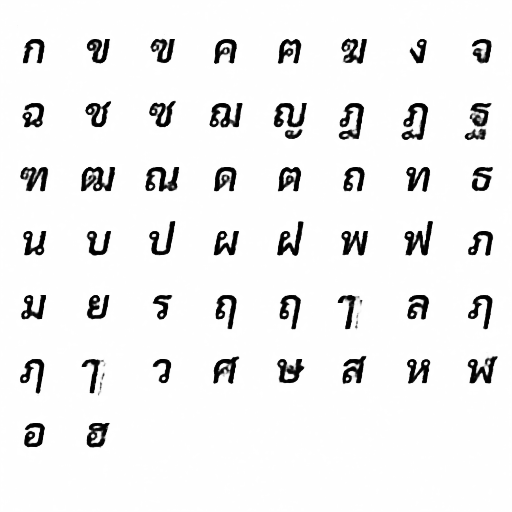 ก ข ฃ ค ฅ ฆ ง จ
ฉ ช ซ ฌ ญ ฎ ฏ ฐ
ฑ ฒ ณ ด ต ถ ท ธ
น บ ป ผ ฝ พ ฟ ภ
ม ย ร ฤ ฤ ๅ ล ฦ
ฦ ๅ ว ศ ษ ส ห ฬ
อ ฮ